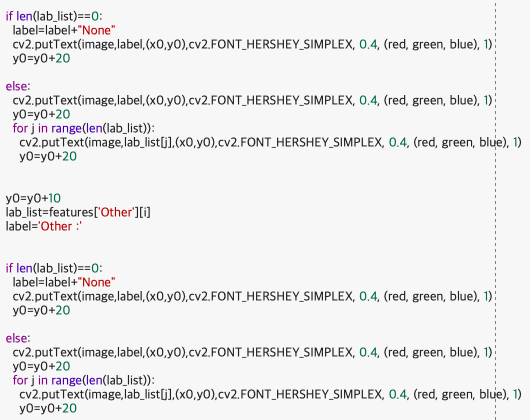 if len(lab_list)==0:
  label=label+"None"
  cv2.putText(image,label,(x0,y0),cv2.FONT_HERSHEY_SIMPLEX, 0.4, (red, green, blue), 1)
  y0=y0+20
else:
  cv2.putText(image,label,(x0,y0),cv2.FONT_HERSHEY_SIMPLEX, 0.4, (red, green, blue), 1)
  y0=y0+20
  for j in range(len(lab_list)):
    cv2.putText(image,lab_list[j],(x0,y0),cv2.FONT_HERSHEY_SIMPLEX, 0.4, (red, green, blue), 1)
    y0=y0+20
y0=y0+10
lab_list=features['Other'][i]
label='Other :'
if len(lab_list)==0:
  label=label+"None"
  cv2.putText(image,label,(x0,y0),cv2.FONT_HERSHEY_SIMPLEX, 0.4, (red, green, blue), 1)
  y0=y0+20
else:
  cv2.putText(image,label,(x0,y0),cv2.FONT_HERSHEY_SIMPLEX, 0.4, (red, green, blue), 1)
  y0=y0+20
  for j in range(len(lab_list)):
    cv2.putText(image,lab_list[j],(x0,y0),cv2.FONT_HERSHEY_SIMPLEX, 0.4, (red, green, blue), 1)
    y0=y0+20